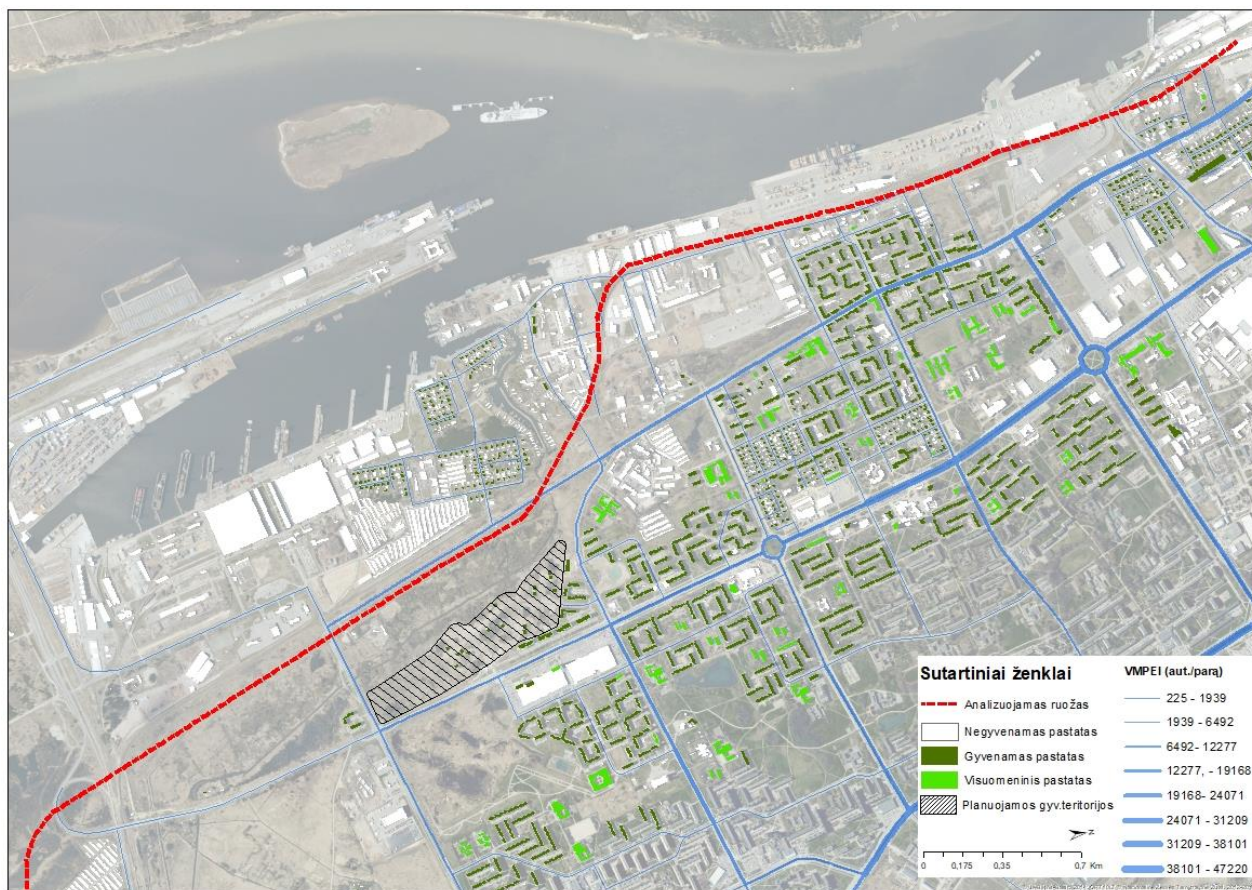 Sutartiniai ženklai
Analizuojamas ruožas
Negyvenamas pastatas
Gyvenamas pastatas
Visuomeninis pastatas
Planuojamos gyv.teritorijos
z
0 0,175 0,35 0,7 Km
VMPEI (aut./parą)
225 - 1939
1939 - 6492
6492- 12277
12277, - 19168
19168- 24071
24071 - 31209
31209 - 38101
38101 - 47220